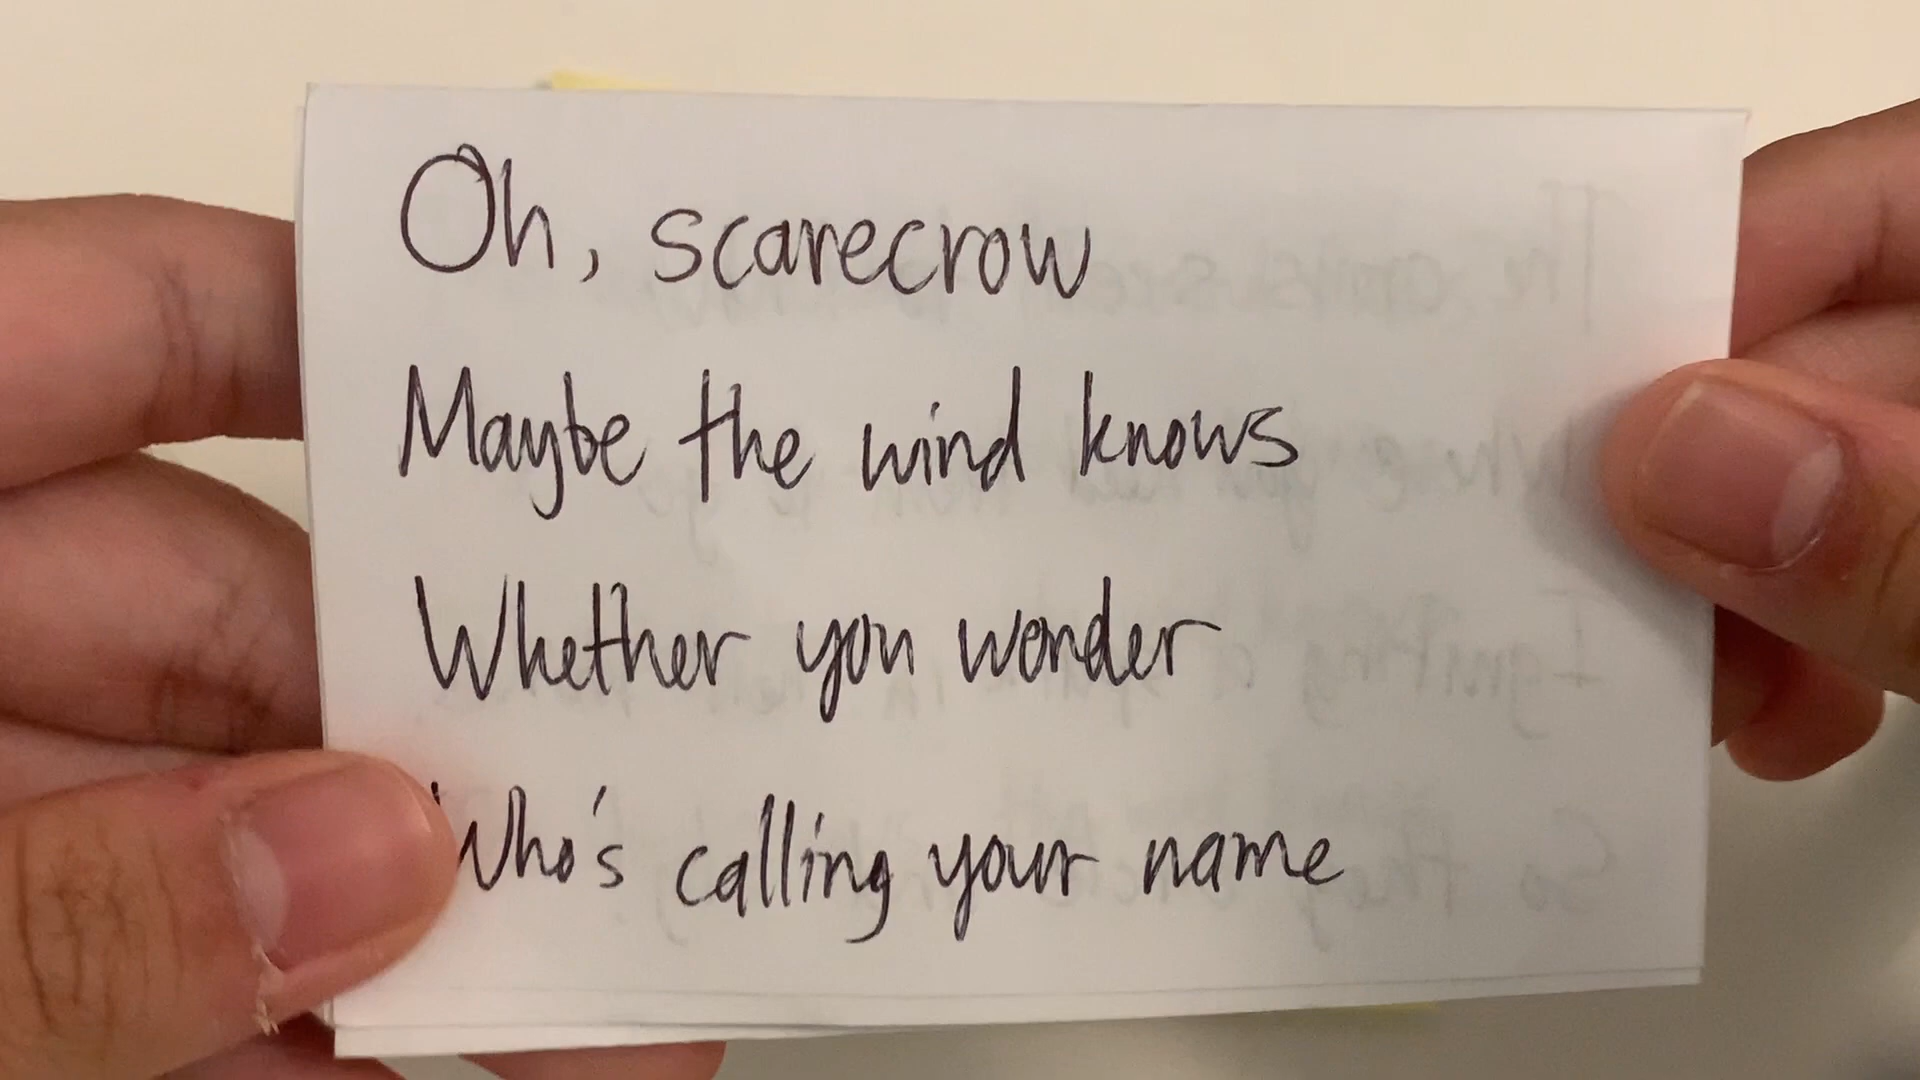 Oh, scarecrow
Maybe the wind knows
Whether you wonder
Who's calling your name